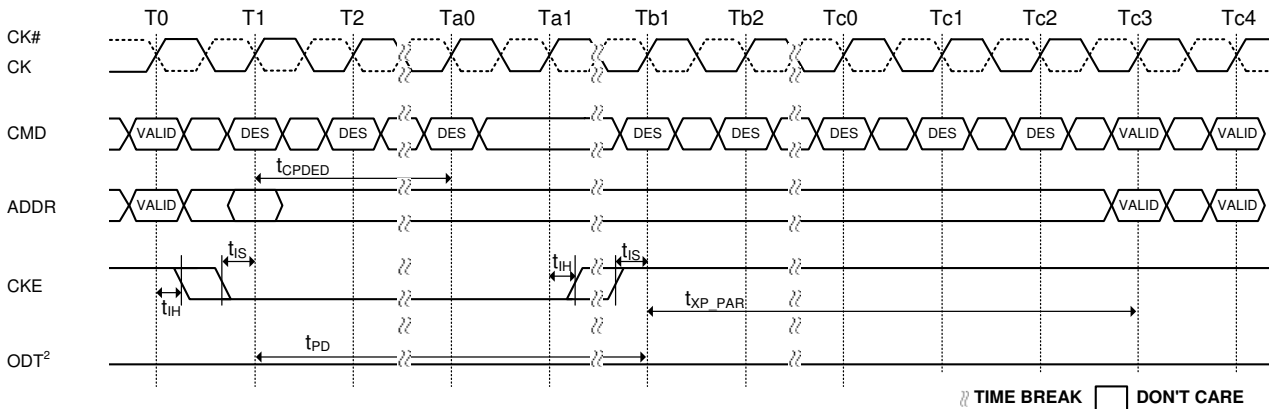 T0 T1 T2 Ta0 Ta1 Tb1 Tb2 Tc0 Tc1 Tc2 Tc3 Tc4
CK#
CK
CMD VALID DES DES DES DES DES DES DES DES VALID VALID
tCPDED
ADDR VALID VALID VALID
tIS tIH tIS
CKE
tIH tXP_PAR
tPD
ODT2
TIME BREAK DON'T CARE